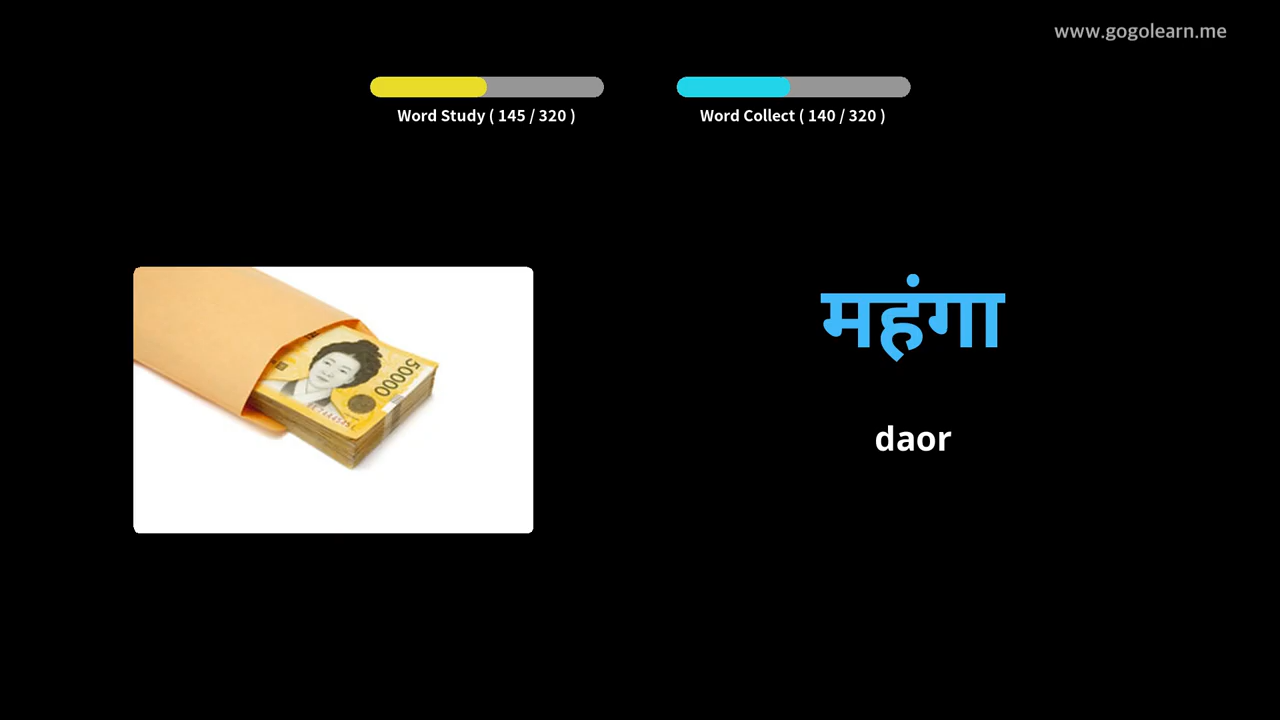 www.gogolearn.me
Word Study ( 145 / 320 )
Word Collect ( 140 / 320 )
महंगा
50000
daor